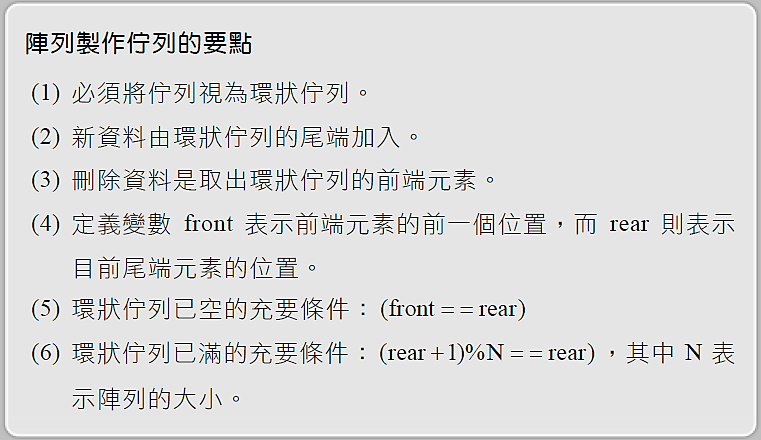 陣列製作佇列的要點
(1) 必須將佇列視為環狀佇列。
(2) 新資料由環狀佇列的尾端加入。
(3) 刪除資料是取出環狀佇列的前端元素。
(4) 定義變數 front 表示前端元素的前一個位置,而 rear 則表示
目前尾端元素的位置。
(5) 環狀佇列已空的充要條件: (front == rear)
(6) 環狀佇列已滿的充要條件: (rear+1)%N == rear) ,其中 N 表
示陣列的大小。